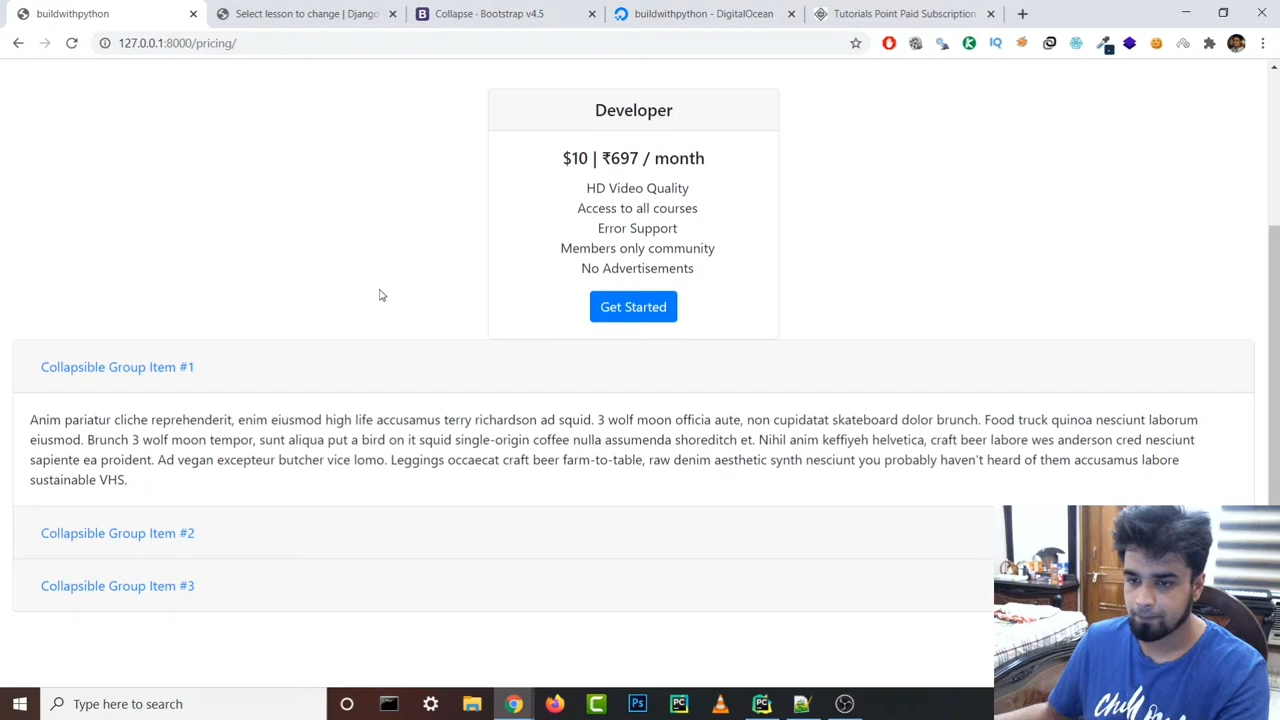 buildwithpython
Select lesson to change | Django
Collapse · Bootstrap v4.5
buildwithpython - DigitalOcean
Tutorials Point Paid Subscription
127.0.0.1:8000/pricing/
IQ
Developer
$10 | ₹697 / month
HD Video Quality
Access to all courses
Error Support
Members only community
No Advertisements
Get Started
Collapsible Group Item #1
Anim pariatur cliche reprehenderit, enim eiusmod high life accusamus terry richardson ad squid. 3 wolf moon officia aute, non cupidatat skateboard dolor brunch. Food truck quinoa nesciunt laborum
eiusmod. Brunch 3 wolf moon tempor, sunt aliqua put a bird on it squid single-origin coffee nulla assumenda shoreditch et. Nihil anim keffiyeh helvetica, craft beer labore wes anderson cred nesciunt
sapiente ea proident. Ad vegan excepteur butcher vice lomo. Leggings occaecat craft beer farm-to-table, raw denim aesthetic synth nesciunt you probably haven't heard of them accusamus labore
sustainable VHS.
Collapsible Group Item #2
Collapsible Group Item #3
Type here to search
Ps
PC
PC